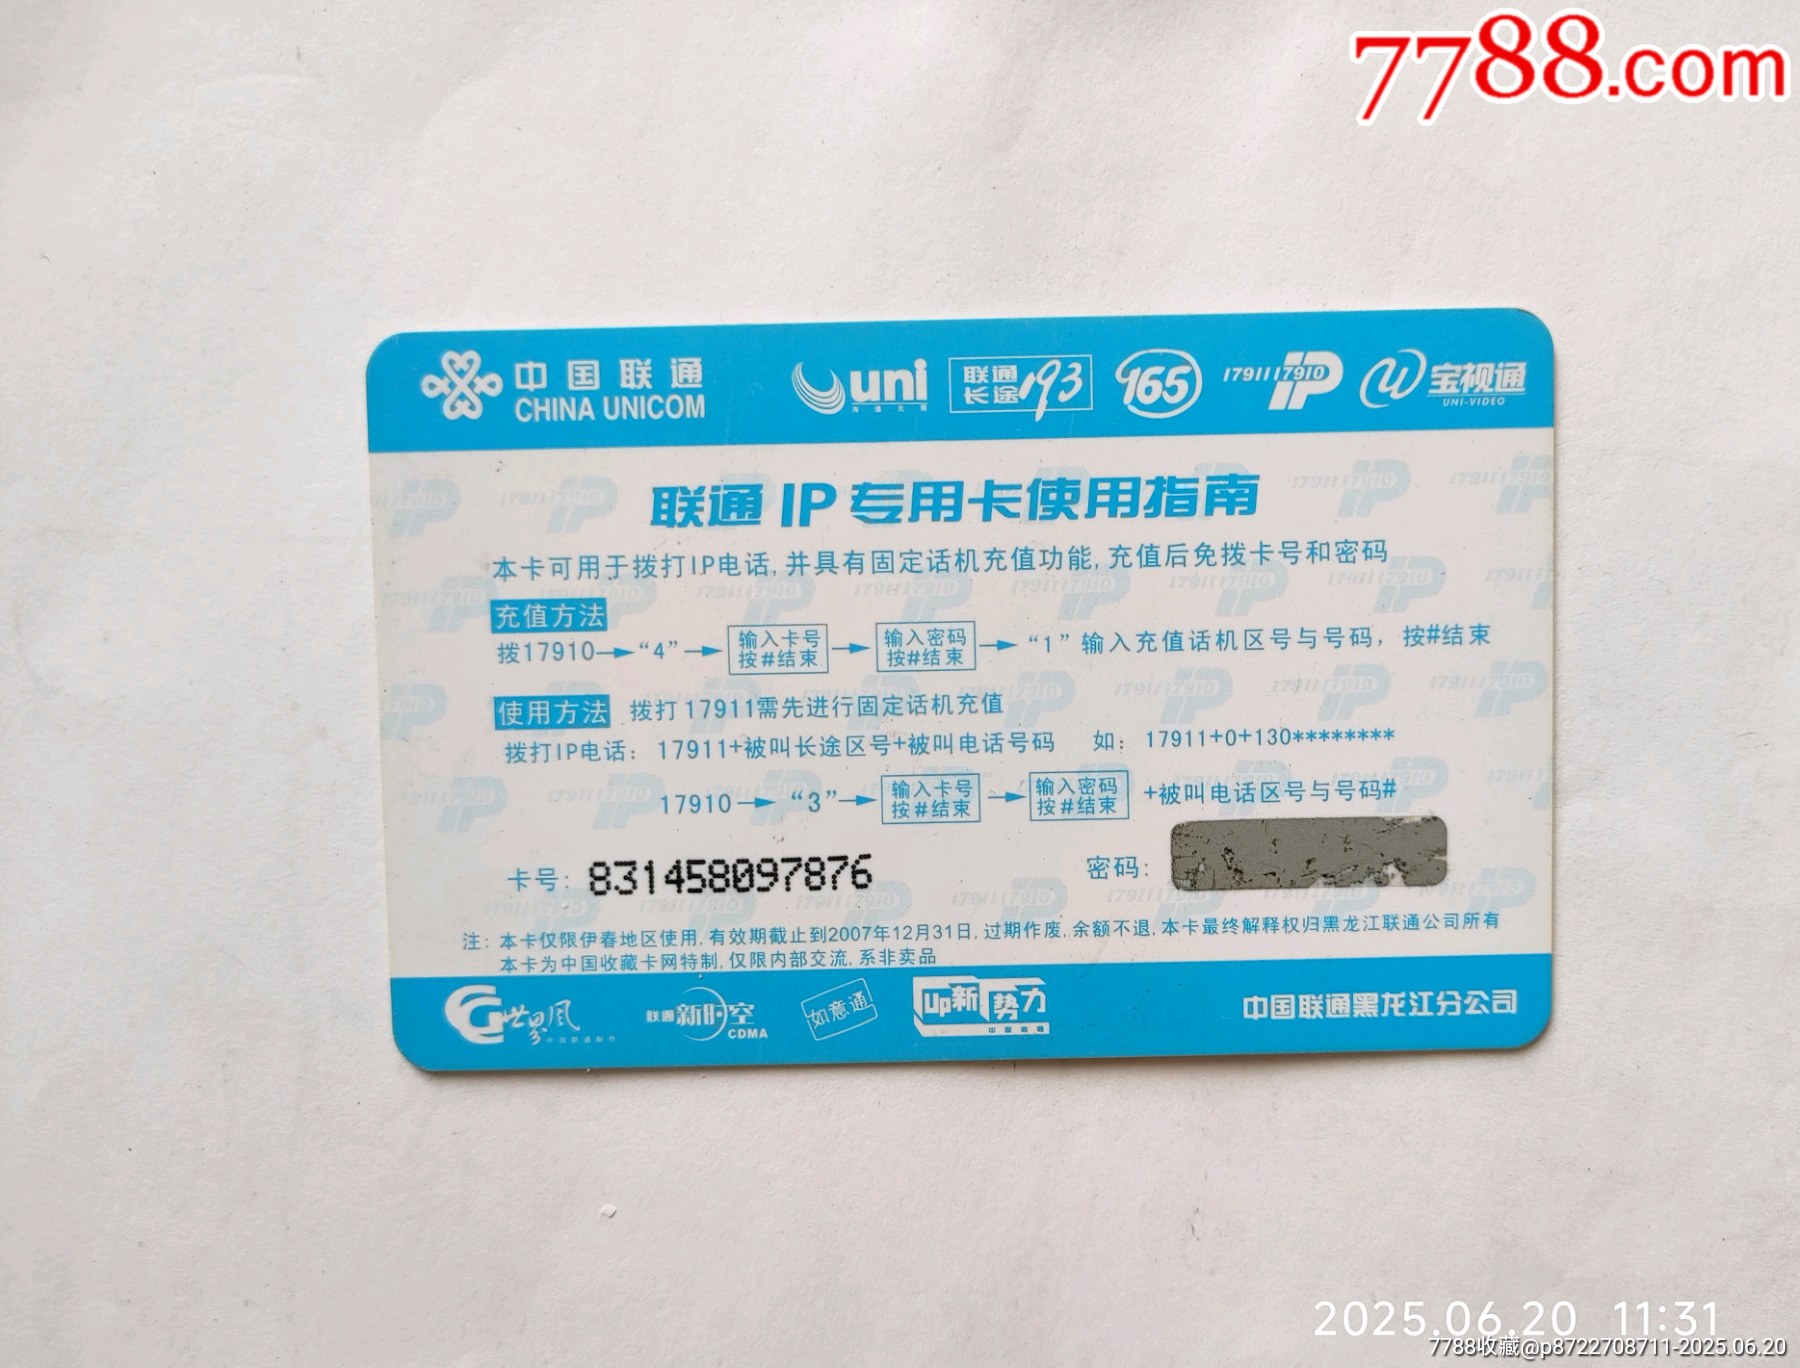 7788.com
中国联通
CHINA UNICOM
uni
联通
长途193
165
17911 17910 IP
宝视通
UNI-VIDEO
联通IP专用卡使用指南
本卡可用于拨打IP电话,并具有固定话机充值功能,充值后免拨卡号和密码
充值方法
拨17910→“4”→ 输入卡号 按#结束 → 输入密码 按#结束 →“1”输入充值话机区号与号码，按#结束
使用方法 拨打17911需先进行固定话机充值
拨打IP电话：17911+被叫长途区号+被叫电话号码 如：17911+0+130********
17910→“3”→ 输入卡号 按#结束 → 输入密码 按#结束 +被叫电话区号与号码#
卡号：831458097876 密码：
注：本卡仅限伊春地区使用,有效期截止到2007年12月31日,过期作废,余额不退,本卡最终解释权归黑龙江联通公司所有
本卡为中国收藏卡网特制,仅限内部交流,系非卖品
世界风
联通新时空
CDMA
如意通
Up新势力
中国联通黑龙江分公司
2025.06.20 11:31
7788收藏@p8722708711-2025.06.20